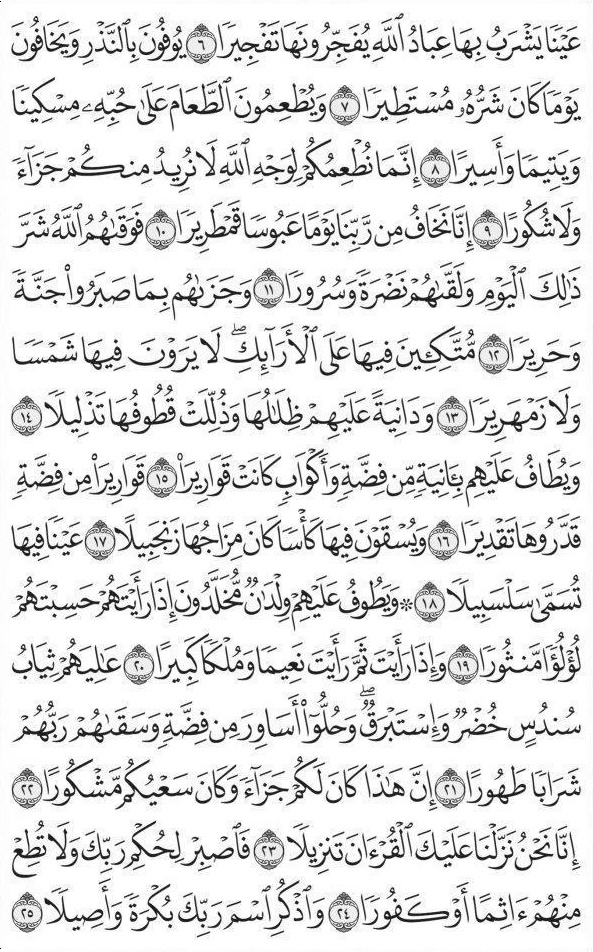 عَيْنًا يَشْرَبُ بِهَا عِبَادُ ٱللَّهِ يُفَجِّرُونَهَا تَفْجِيرًا ٦ يُوفُونَ بِٱلنَّذْرِ وَيَخَافُونَ
يَوْمًا كَانَ شَرُّهُۥ مُسْتَطِيرًا ٧ وَيُطْعِمُونَ ٱلطَّعَامَ عَلَىٰ حُبِّهِۦ مِسْكِينًا
وَيَتِيمًا وَأَسِيرًا ٨ إِنَّمَا نُطْعِمُكُمْ لِوَجْهِ ٱللَّهِ لَا نُرِيدُ مِنكُمْ جَزَآءً
وَلَا شُكُورًا ٩ إِنَّا نَخَافُ مِن رَّبِّنَا يَوْمًا عَبُوسًا قَمْطَرِيرًا ١٠ فَوَقَىٰهُمُ ٱللَّهُ شَرَّ
ذَٰلِكَ ٱلْيَوْمِ وَلَقَّىٰهُمْ نَضْرَةً وَسُرُورًا ١١ وَجَزَىٰهُم بِمَا صَبَرُوا۟ جَنَّةً
وَحَرِيرًا ١٢ مُّتَّكِـِٔينَ فِيهَا عَلَى ٱلْأَرَآئِكِ ۖ لَا يَرَوْنَ فِيهَا شَمْسًا
وَلَا زَمْهَرِيرًا ١٣ وَدَانِيَةً عَلَيْهِمْ ظِلَٰلُهَا وَذُلِّلَتْ قُطُوفُهَا تَذْلِيلًا ١٤
وَيُطَافُ عَلَيْهِم بِـَٔانِيَةٍ مِّن فِضَّةٍ وَأَكْوَابٍ كَانَتْ قَوَارِيرَا۠ ١٥ قَوَارِيرَا۟ مِن فِضَّةٍ
قَدَّرُوهَا تَقْدِيرًا ١٦ وَيُسْقَوْنَ فِيهَا كَأْسًا كَانَ مِزَاجُهَا زَنجَبِيلًا ١٧ عَيْنًا فِيهَا
تُسَمَّىٰ سَلْسَبِيلًا ١٨ ۞ وَيَطُوفُ عَلَيْهِمْ وِلْدَٰنٌ مُّخَلَّدُونَ إِذَا رَأَيْتَهُمْ حَسِبْتَهُمْ
لُؤْلُؤًا مَّنثُورًا ١٩ وَإِذَا رَأَيْتَ ثَمَّ رَأَيْتَ نَعِيمًا وَمُلْكًا كَبِيرًا ٢٠ عَٰلِيَهُمْ ثِيَابُ
سُندُسٍ خُضْرٌ وَإِسْتَبْرَقٌ ۖ وَحُلُّوٓا۟ أَسَاوِرَ مِن فِضَّةٍ وَسَقَىٰهُمْ رَبُّهُمْ
شَرَابًا طَهُورًا ٢١ إِنَّ هَٰذَا كَانَ لَكُمْ جَزَآءً وَكَانَ سَعْيُكُم مَّشْكُورًا ٢٢
إِنَّا نَحْنُ نَزَّلْنَا عَلَيْكَ ٱلْقُرْءَانَ تَنزِيلًا ٢٣ فَٱصْبِرْ لِحُكْمِ رَبِّكَ وَلَا تُطِعْ
مِنْهُمْ ءَاثِمًا أَوْ كَفُورًا ٢٤ وَٱذْكُرِ ٱسْمَ رَبِّكَ بُكْرَةً وَأَصِيلًا ٢٥